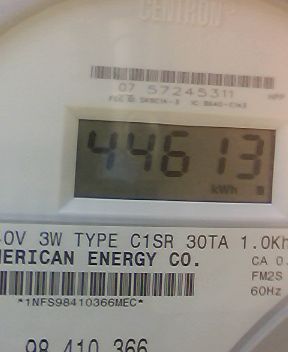 CENTRON
07 57245311
44613
kWh
0V 3W TYPE C1SR 30TA 1.0Kh
MERICAN ENERGY CO.
CA 0.
FM2S
*1NFS98410366MEC*
60Hz
98 410 366